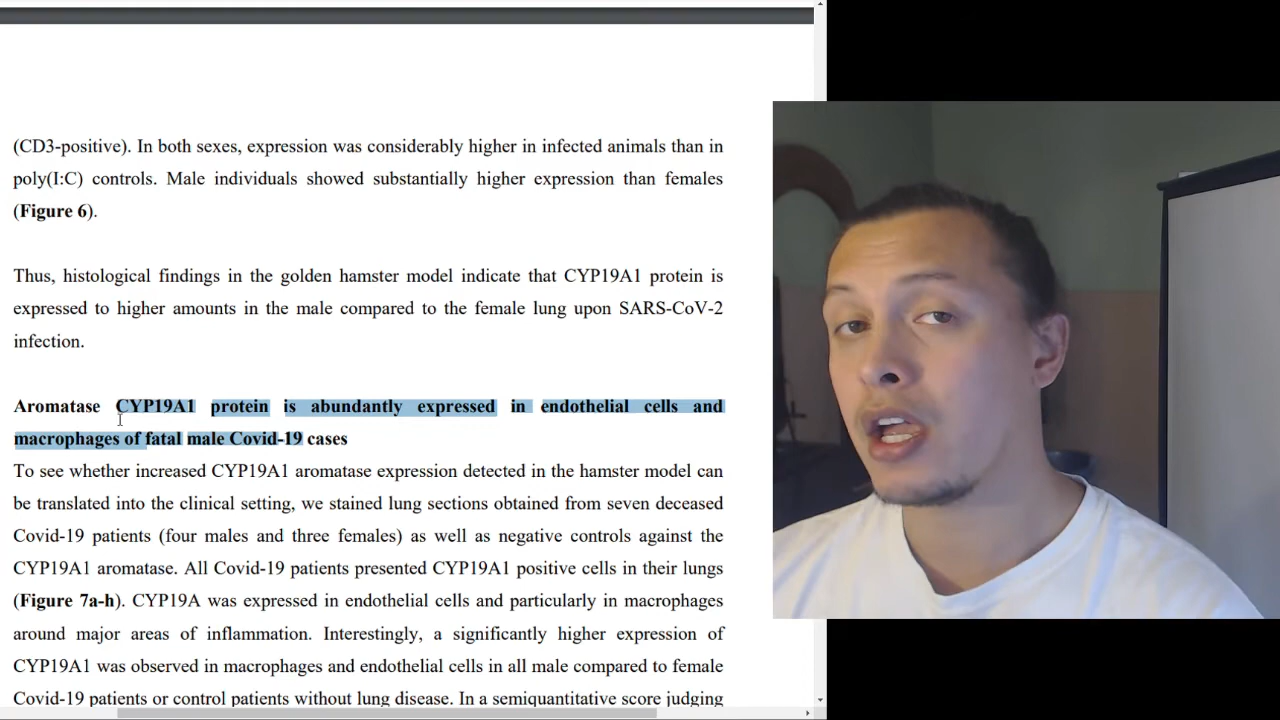 (CD3-positive). In both sexes, expression was considerably higher in infected animals than in
poly(I:C) controls. Male individuals showed substantially higher expression than females
(Figure 6).
Thus, histological findings in the golden hamster model indicate that CYP19A1 protein is
expressed to higher amounts in the male compared to the female lung upon SARS-CoV-2
infection.
Aromatase CYP19A1 protein is abundantly expressed in endothelial cells and
macrophages of fatal male Covid-19 cases
To see whether increased CYP19A1 aromatase expression detected in the hamster model can
be translated into the clinical setting, we stained lung sections obtained from seven deceased
Covid-19 patients (four males and three females) as well as negative controls against the
CYP19A1 aromatase. All Covid-19 patients presented CYP19A1 positive cells in their lungs
(Figure 7a-h). CYP19A was expressed in endothelial cells and particularly in macrophages
around major areas of inflammation. Interestingly, a significantly higher expression of
CYP19A1 was observed in macrophages and endothelial cells in all male compared to female
Covid-19 patients or control patients without lung disease. In a semiquantitative score judging